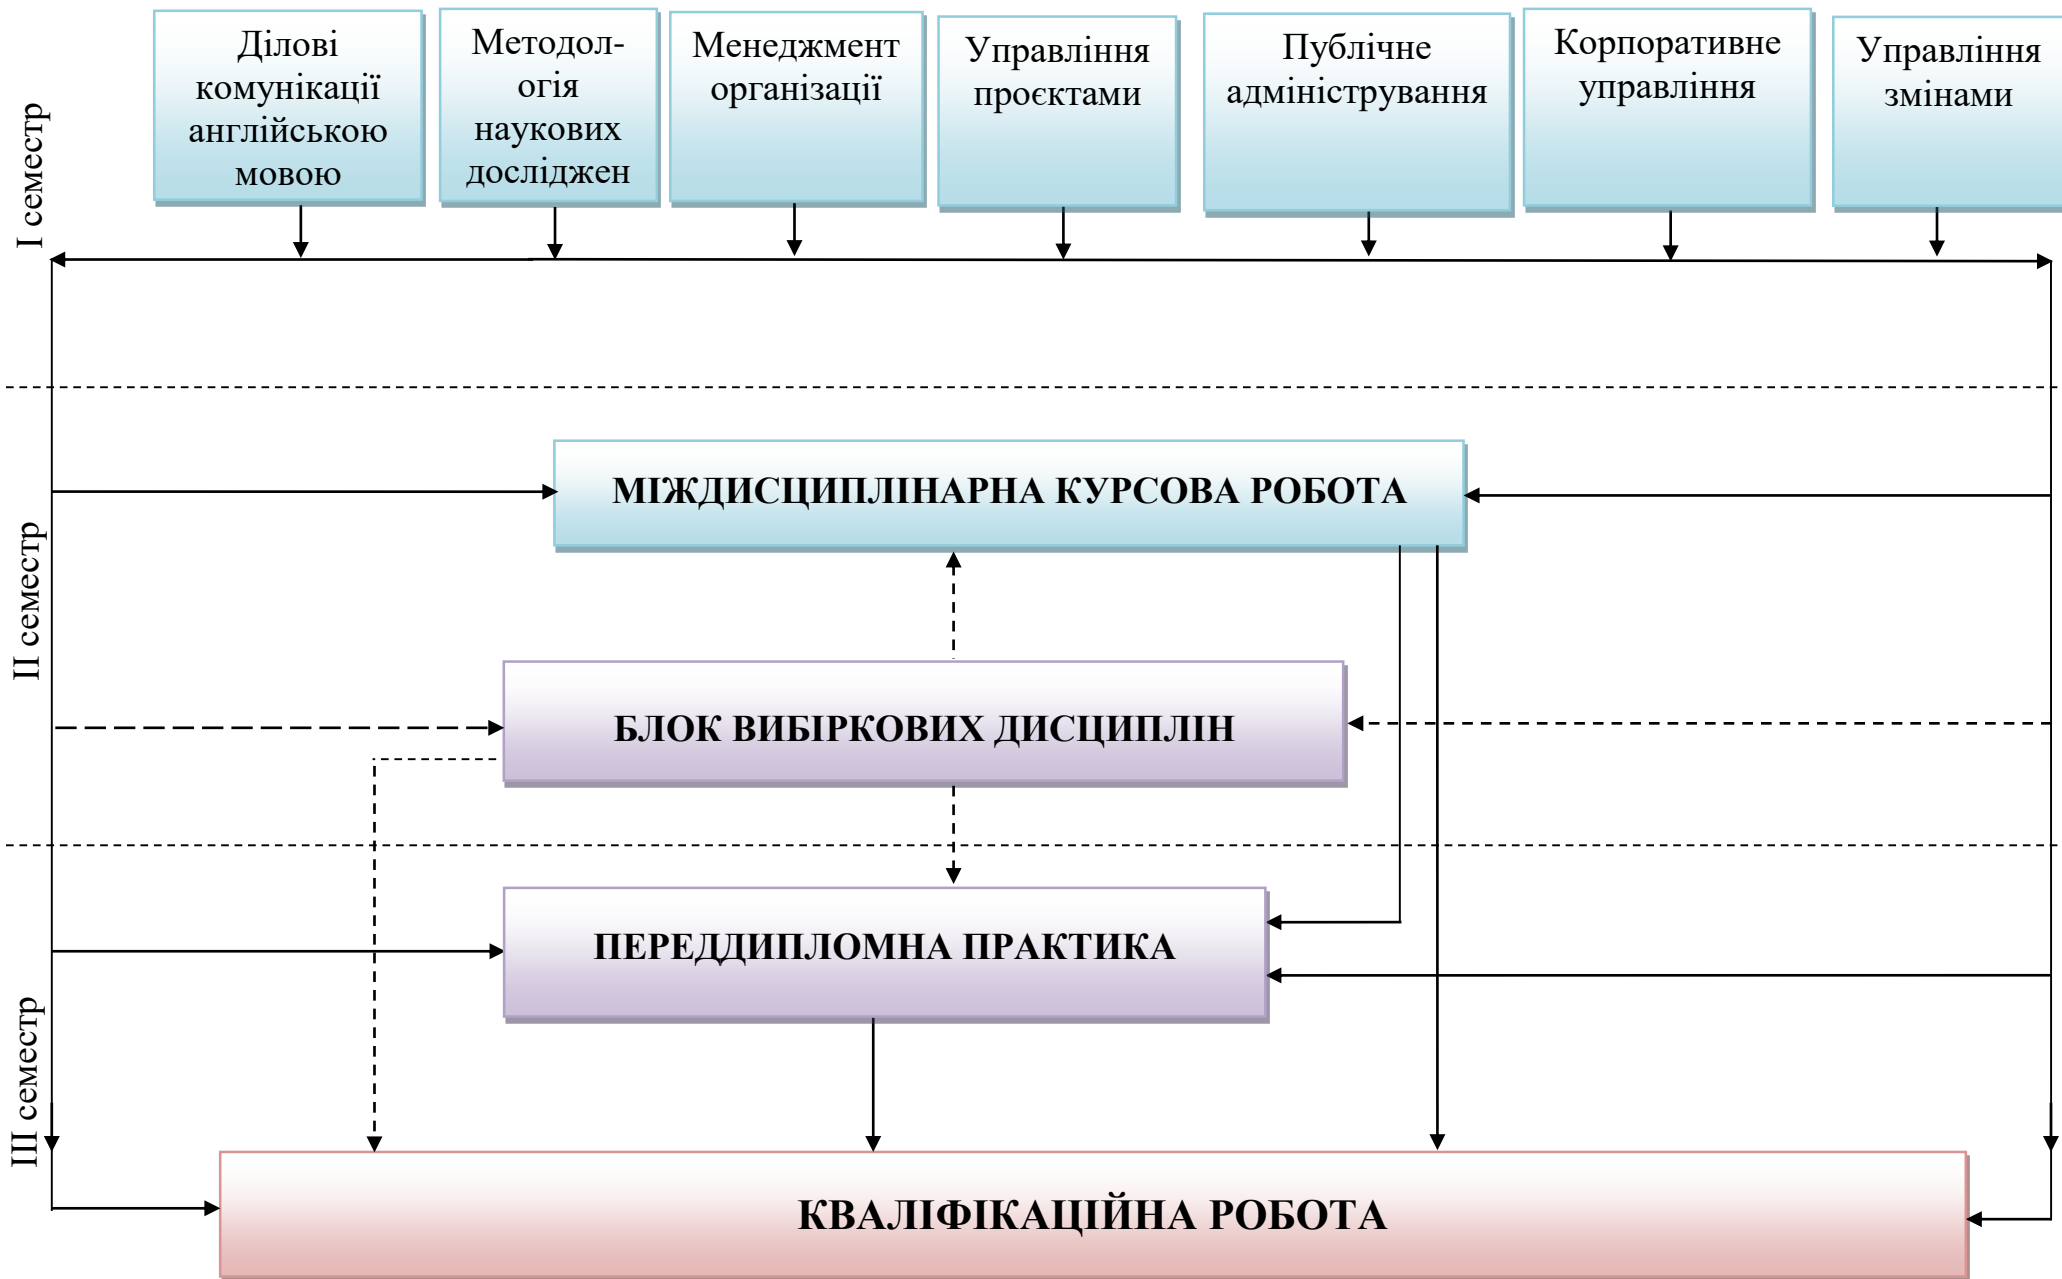 Ділові
комунікації
англійською
мовою
Методол-
огія
наукових
досліджен
Менеджмент
організації
Управління
проєктами
Публічне
адміністрування
Корпоративне
управління
Управління
змінами
І семестр
МІЖДИСЦИПЛІНАРНА КУРСОВА РОБОТА
ІІ семестр
БЛОК ВИБІРКОВИХ ДИСЦИПЛІН
ПЕРЕДДИПЛОМНА ПРАКТИКА
ІІІ семестр
КВАЛІФІКАЦІЙНА РОБОТА